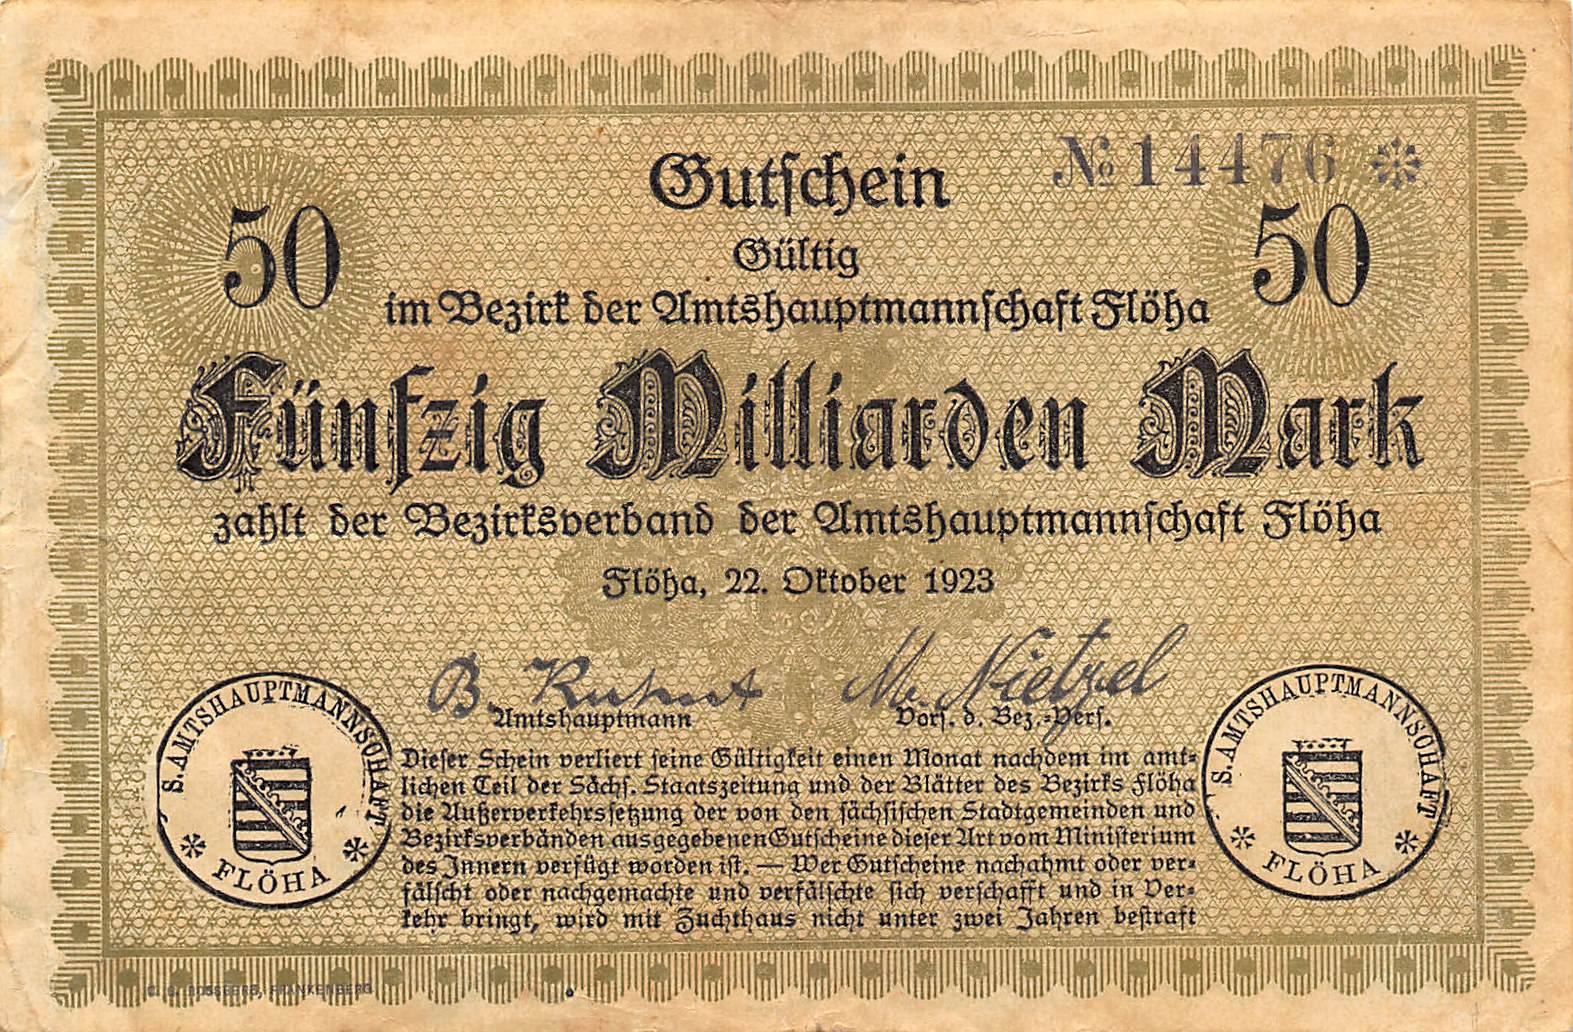 Gutschein
№ 14476 *
50
50
Gültig
im Bezirk der Amtshauptmannschaft Flöha
Fünfzig Milliarden Mark
zahlt der Bezirksverband der Amtshauptmannschaft Flöha
Flöha, 22. Oktober 1923
B. M. Nietzel
Amtshauptmann
Vors. d. Bez.=Vers.
Dieser Schein verliert seine Gültigkeit einen Monat nachdem im amt=
lichen Teil der Sächs. Staatszeitung und der Blätter des Bezirks Flöha
die Außerverkehrssetzung der von den sächsischen Stadtgemeinden und
Bezirksverbänden ausgegebenen Gutscheine dieser Art vom Ministerium
des Innern verfügt worden ist. — Wer Gutscheine nachahmt oder ver=
fälscht oder nachgemachte und verfälschte sich verschafft und in Ver=
kehr bringt, wird mit Zuchthaus nicht unter zwei Jahren bestraft
S. AMTSHAUPTMANNSCHAFT
* FLÖHA *
S. AMTSHAUPTMANNSCHAFT
* FLÖHA *
C. G. ROSSBERG, FRANKENBERG